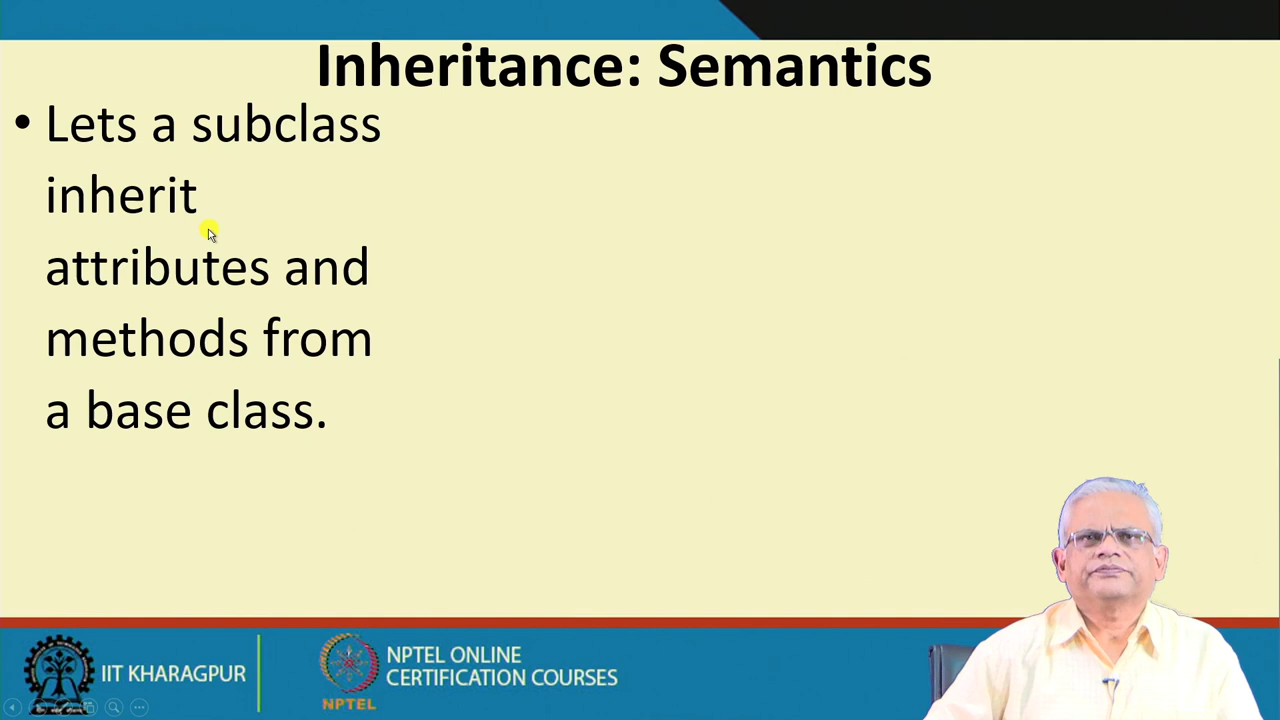 Inheritance: Semantics
• Lets a subclass
inherit
attributes and
methods from
a base class.
IIT KHARAGPUR
NPTEL
NPTEL ONLINE
CERTIFICATION COURSES